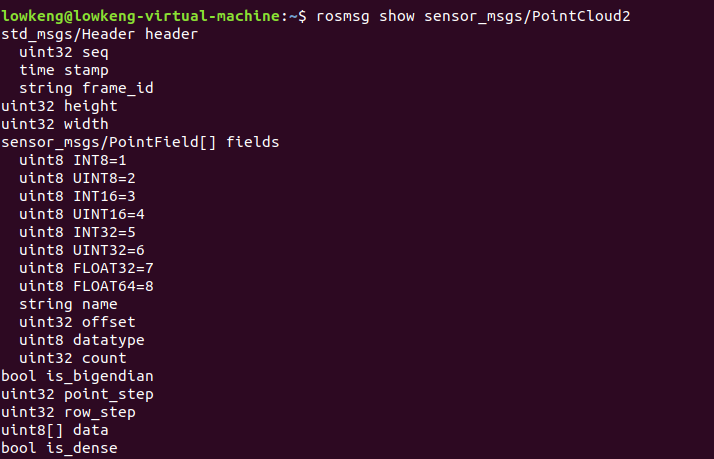 lowkeng@lowkeng-virtual-machine:~$ rosmsg show sensor_msgs/PointCloud2
std_msgs/Header header
  uint32 seq
  time stamp
  string frame_id
uint32 height
uint32 width
sensor_msgs/PointField[] fields
  uint8 INT8=1
  uint8 UINT8=2
  uint8 INT16=3
  uint8 UINT16=4
  uint8 INT32=5
  uint8 UINT32=6
  uint8 FLOAT32=7
  uint8 FLOAT64=8
  string name
  uint32 offset
  uint8 datatype
  uint32 count
bool is_bigendian
uint32 point_step
uint32 row_step
uint8[] data
bool is_dense